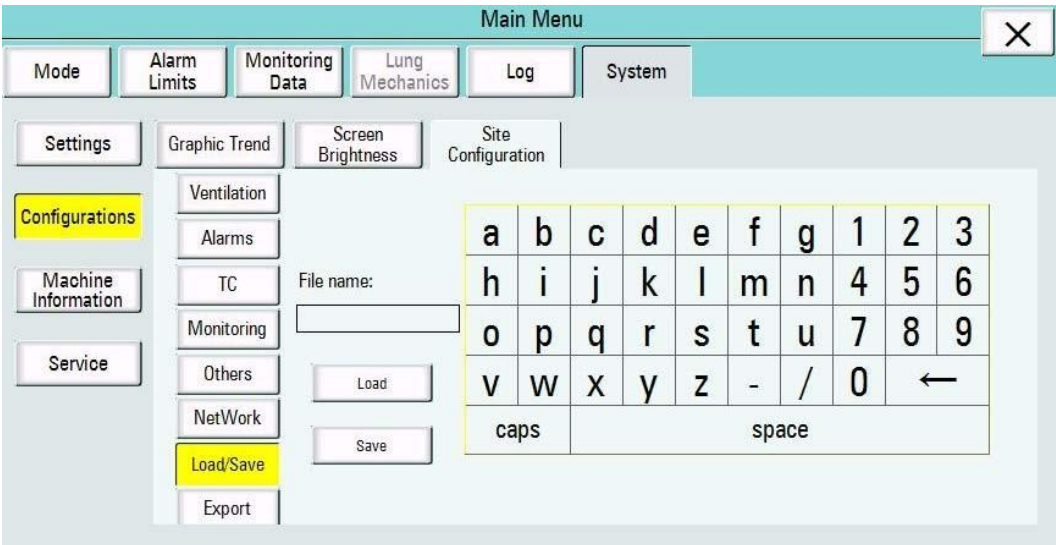 Main Menu
Mode
Alarm
Limits
Monitoring
Data
Lung
Mechanics
Log
System
Settings
Configurations
Machine
Information
Service
Graphic Trend
Screen
Brightness
Site
Configuration
Ventilation
Alarms
TC
Monitoring
Others
NetWork
Load/Save
Export
File name:
Load
Save
a b c d e f g 1 2 3
h i j k l m n 4 5 6
o p q r s t u 7 8 9
v w x y z - / 0 ←
caps space